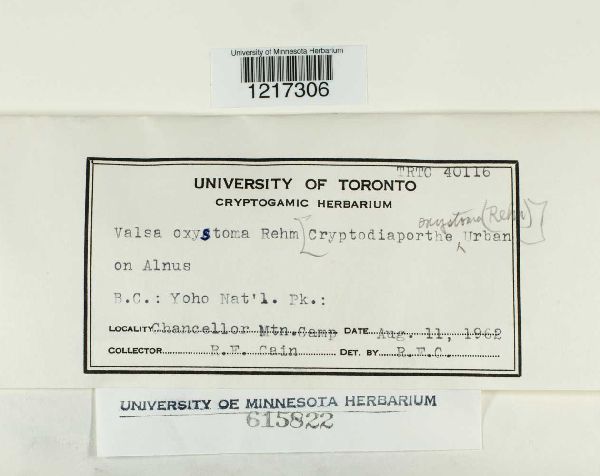 University of Minnesota Herbarium
1217306
TRTC 40116
UNIVERSITY OF TORONTO
CRYPTOGAMIC HERBARIUM
oxystoma (Rehm)]
Valsa oxystoma Rehm [Cryptodiaporthe ^ Urban
on Alnus
B.C.: Yoho Nat'l. Pk.:
LOCALITY Chancellor Mtn. Camp DATE Aug. 11, 1962
COLLECTOR R.F. Cain DET. BY R.F.C.
UNIVERSITY OF MINNESOTA HERBARIUM
615822